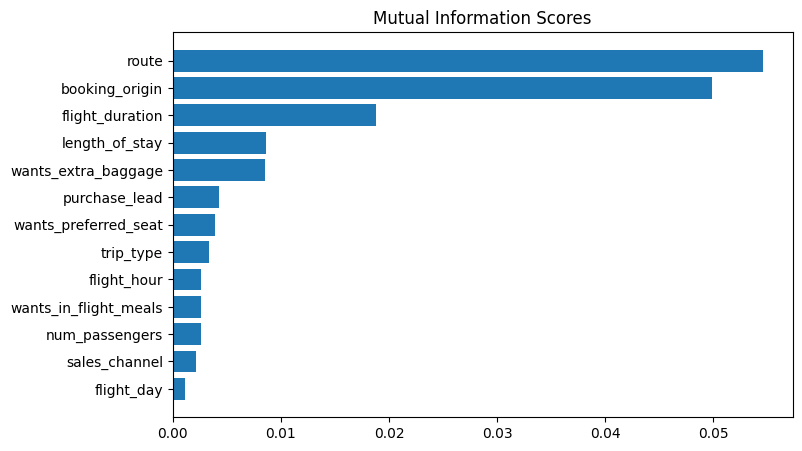 Mutual Information Scores
route
booking_origin
flight_duration
length_of_stay
wants_extra_baggage
purchase_lead
wants_preferred_seat
trip_type
flight_hour
wants_in_flight_meals
num_passengers
sales_channel
flight_day
0.00 0.01 0.02 0.03 0.04 0.05